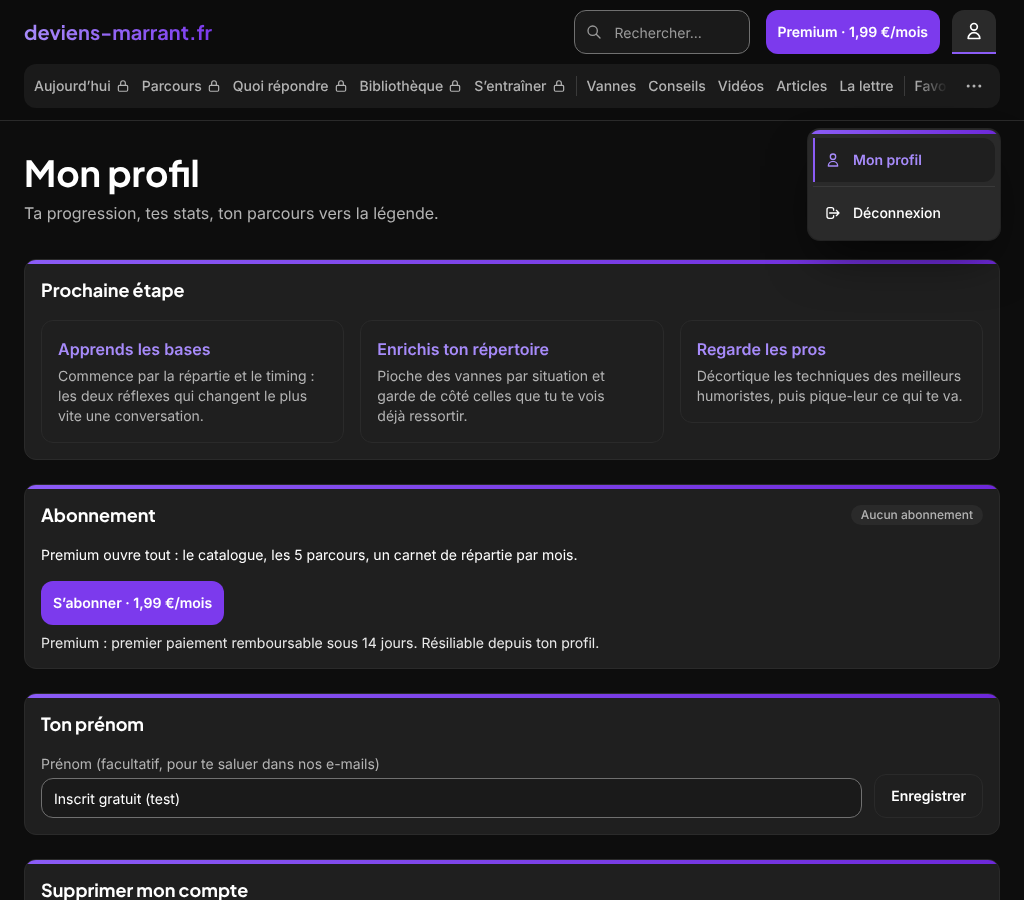 deviens-marrant.fr
Rechercher...
Premium · 1,99 €/mois
Aujourd’hui Parcours Quoi répondre Bibliothèque S’entraîner Vannes Conseils Vidéos Articles La lettre Favo ···
Mon profil
Déconnexion
Mon profil
Ta progression, tes stats, ton parcours vers la légende.
Prochaine étape
Apprends les bases
Commence par la répartie et le timing :
les deux réflexes qui changent le plus
vite une conversation.
Enrichis ton répertoire
Pioche des vannes par situation et
garde de côté celles que tu te vois
déjà ressortir.
Regarde les pros
Décortique les techniques des meilleurs
humoristes, puis pique-leur ce qui te va.
Abonnement
Aucun abonnement
Premium ouvre tout : le catalogue, les 5 parcours, un carnet de répartie par mois.
S’abonner · 1,99 €/mois
Premium : premier paiement remboursable sous 14 jours. Résiliable depuis ton profil.
Ton prénom
Prénom (facultatif, pour te saluer dans nos e-mails)
Inscrit gratuit (test)
Enregistrer
Supprimer mon compte